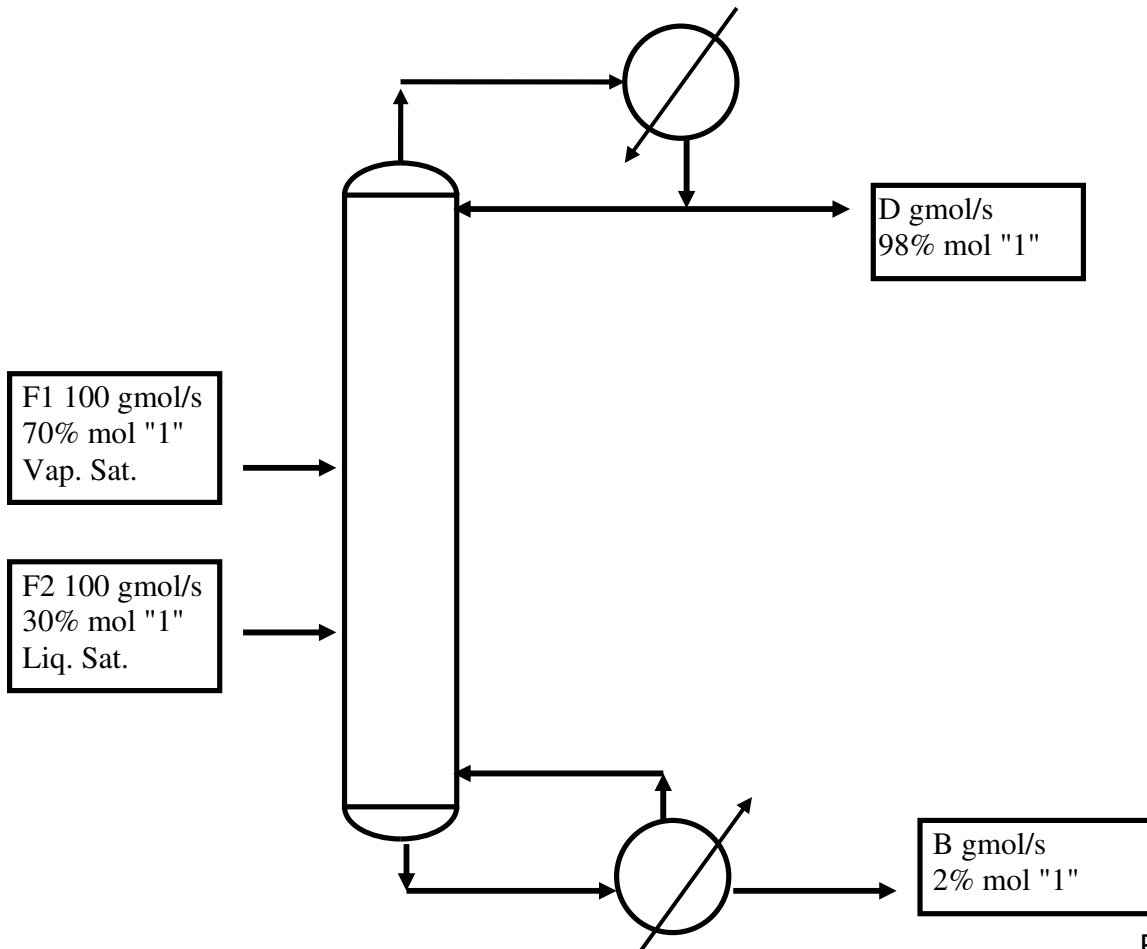 D gmol/s
98% mol "1"
F1 100 gmol/s
70% mol "1"
Vap. Sat.
F2 100 gmol/s
30% mol "1"
Liq. Sat.
B gmol/s
2% mol "1"